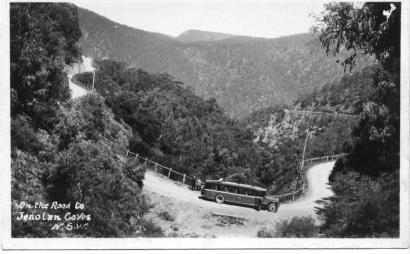 On the Road to
Jenolan Caves
N.S.W.